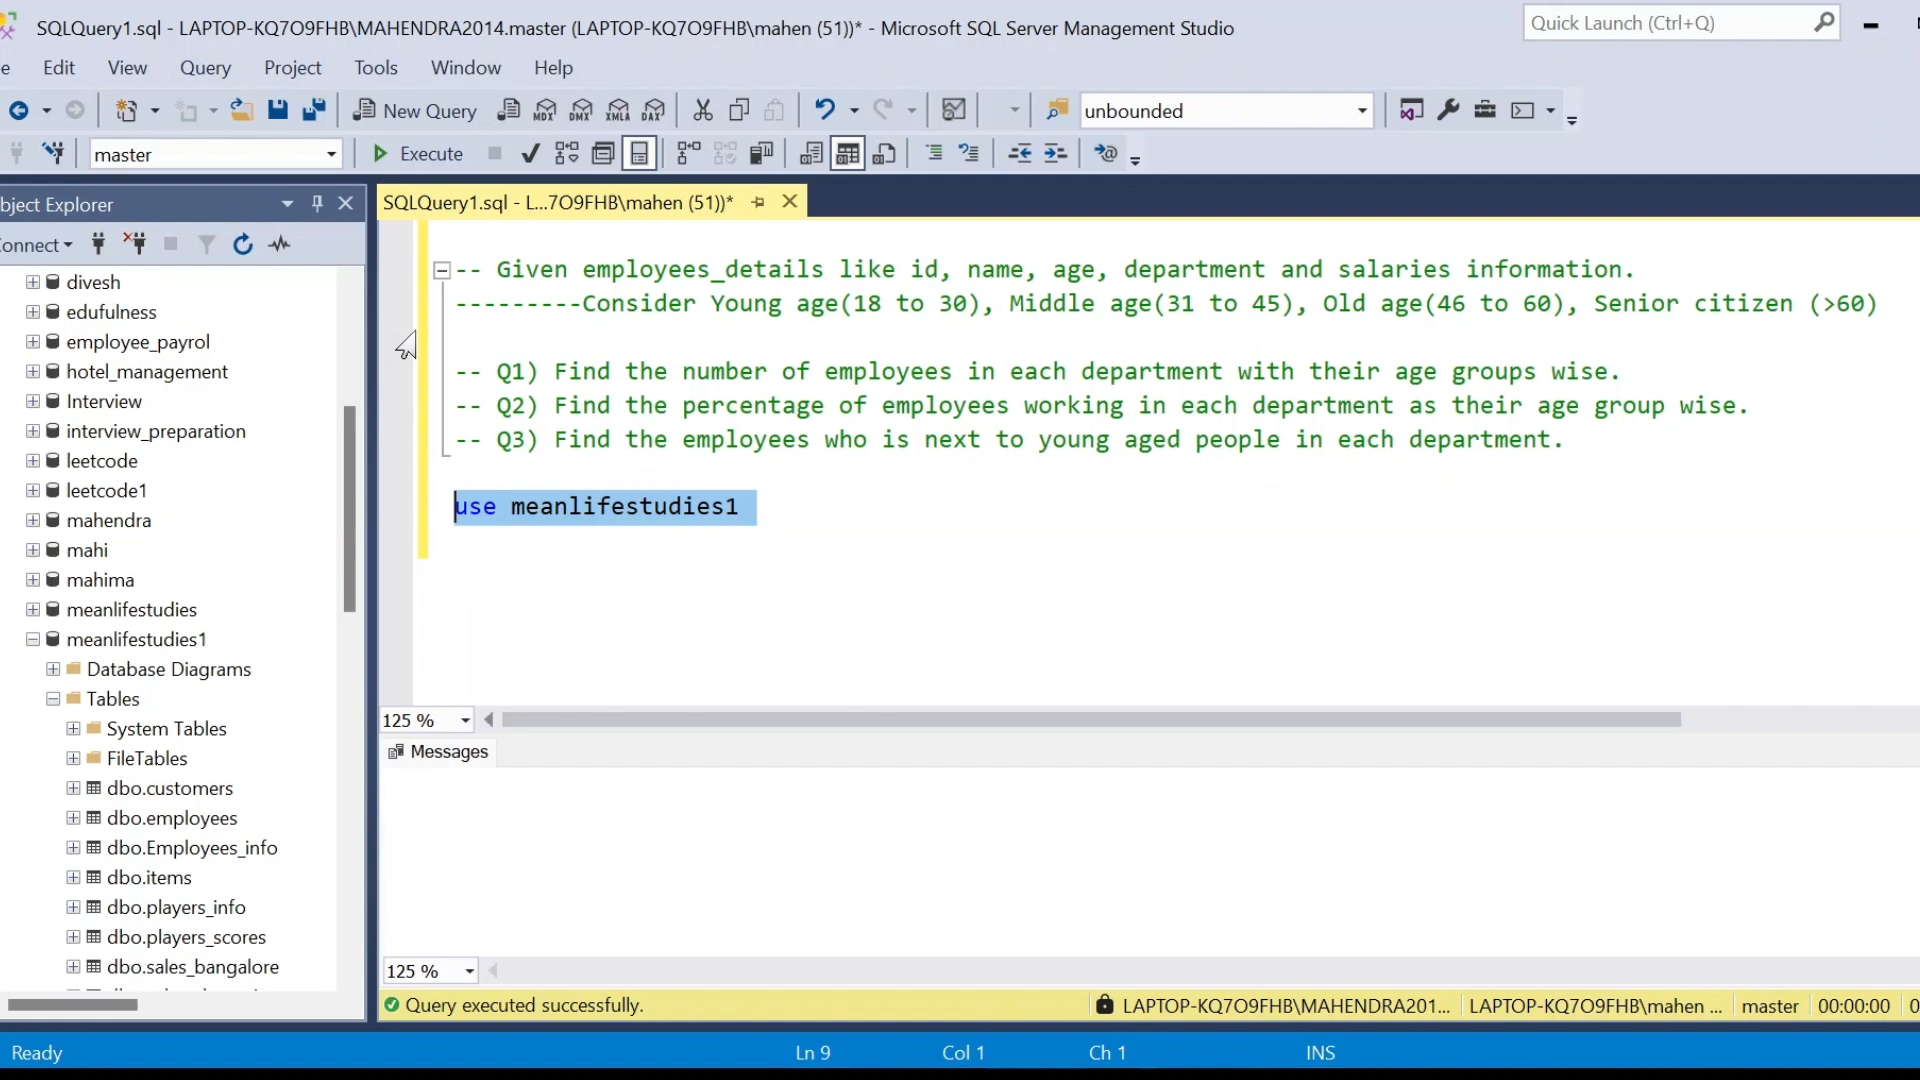 SQLQuery1.sql - LAPTOP-KQ7O9FHB\MAHENDRA2014.master (LAPTOP-KQ7O9FHB\mahen (51))* - Microsoft SQL Server Management Studio
Quick Launch (Ctrl+Q)
e Edit View Query Project Tools Window Help
New Query
MDX DMX XMLA DAX
unbounded
master
Execute
bject Explorer
SQLQuery1.sql - L...7O9FHB\mahen (51))*
onnect
divesh
edufulness
employee_payrol
hotel_management
Interview
interview_preparation
leetcode
leetcode1
mahendra
mahi
mahima
meanlifestudies
meanlifestudies1
Database Diagrams
Tables
System Tables
FileTables
dbo.customers
dbo.employees
dbo.Employees_info
dbo.items
dbo.players_info
dbo.players_scores
dbo.sales_bangalore
-- Given employees_details like id, name, age, department and salaries information.
---------Consider Young age(18 to 30), Middle age(31 to 45), Old age(46 to 60), Senior citizen (>60)
-- Q1) Find the number of employees in each department with their age groups wise.
-- Q2) Find the percentage of employees working in each department as their age group wise.
-- Q3) Find the employees who is next to young aged people in each department.
use meanlifestudies1
125 %
Messages
125 %
Query executed successfully.
LAPTOP-KQ7O9FHB\MAHENDRA201...
LAPTOP-KQ7O9FHB\mahen ...
master
00:00:00
0
Ready
Ln 9
Col 1
Ch 1
INS